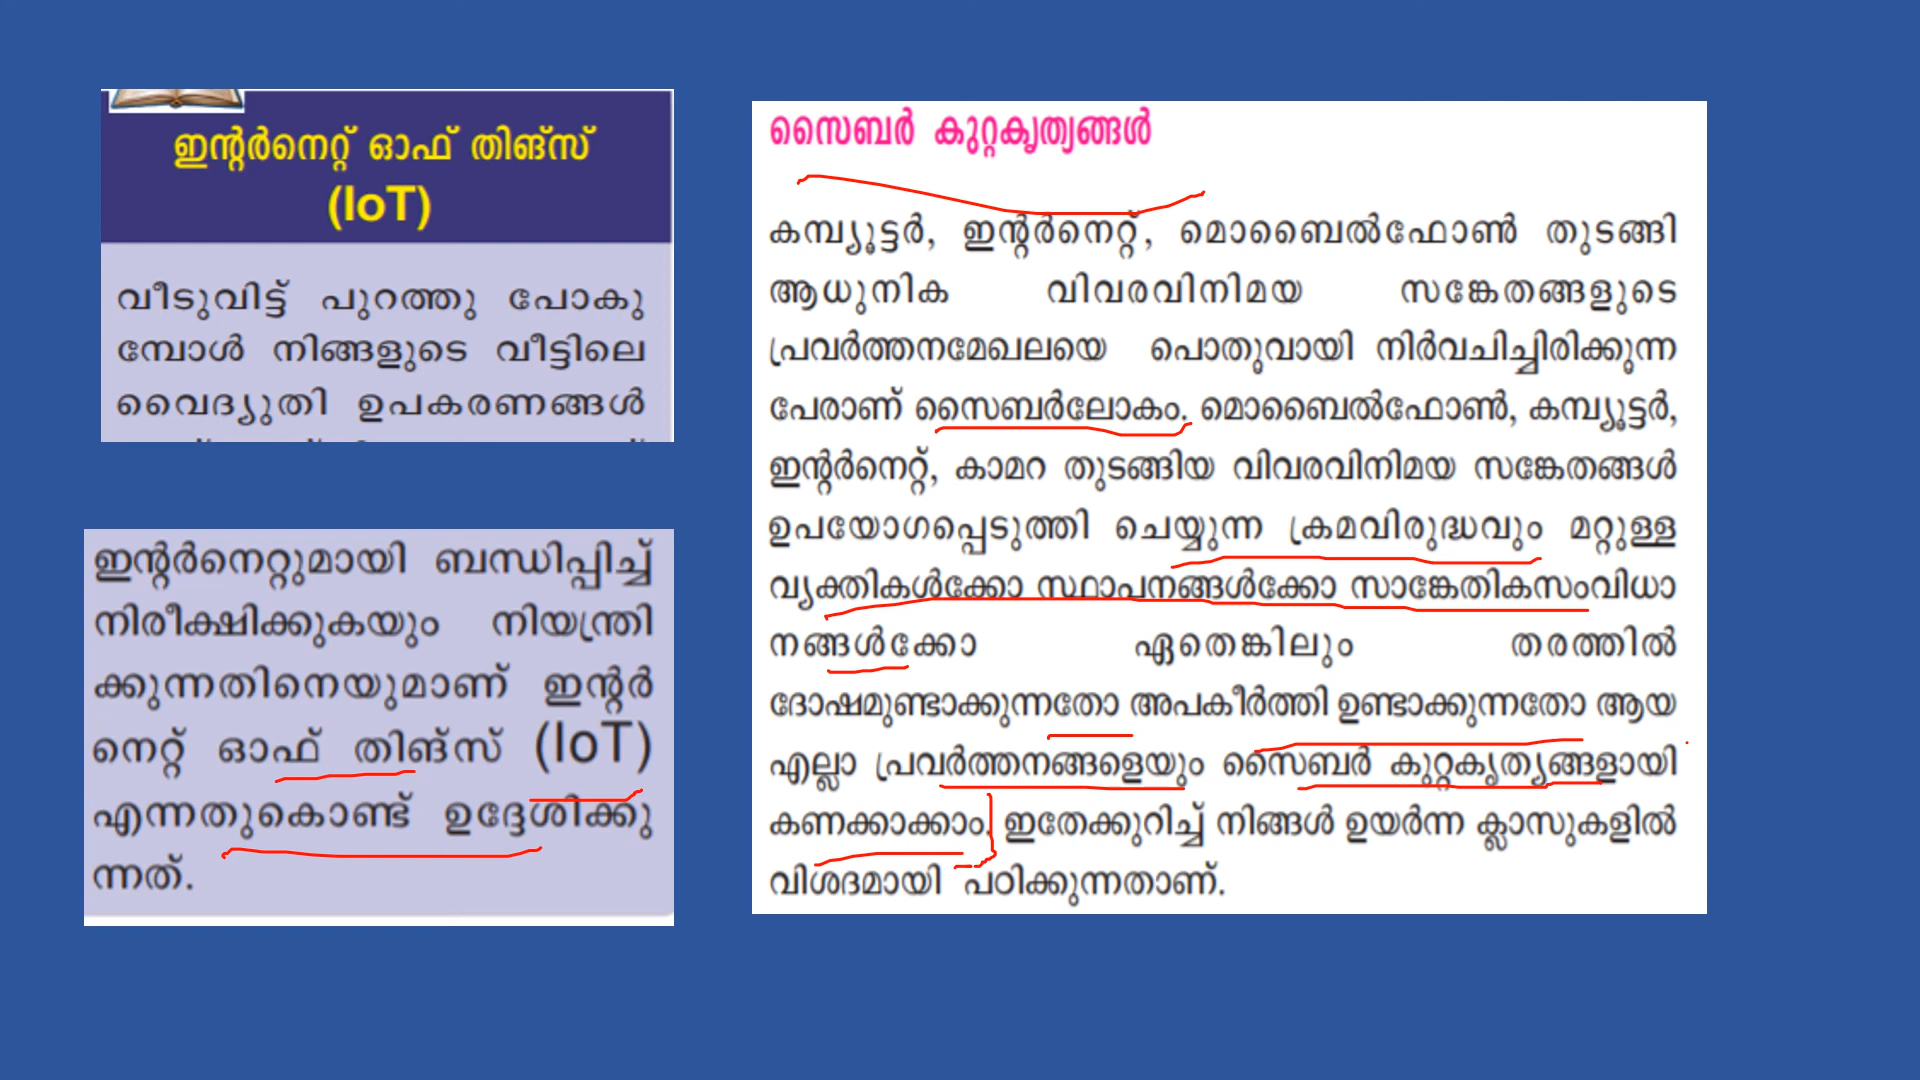 ഇന്റർനെറ്റ് ഓഫ് തിങ്സ്
(IoT)
വീടുവിട്ട് പുറത്തു പോകു
മ്പോൾ നിങ്ങളുടെ വീട്ടിലെ
വൈദ്യുതി ഉപകരണങ്ങൾ
ഇന്റർനെറ്റുമായി ബന്ധിപ്പിച്ച്
നിരീക്ഷിക്കുകയും നിയന്ത്രി
ക്കുന്നതിനെയുമാണ് ഇന്റർ
നെറ്റ് ഓഫ് തിങ്സ് (IoT)
എന്നതുകൊണ്ട് ഉദ്ദേശിക്കു
ന്നത്.
സൈബർ കുറ്റകൃത്യങ്ങൾ
കമ്പ്യൂട്ടർ, ഇന്റർനെറ്റ്, മൊബൈൽഫോൺ തുടങ്ങി
ആധുനിക വിവരവിനിമയ സങ്കേതങ്ങളുടെ
പ്രവർത്തനമേഖലയെ പൊതുവായി നിർവചിച്ചിരിക്കുന്ന
പേരാണ് സൈബർലോകം. മൊബൈൽഫോൺ, കമ്പ്യൂട്ടർ,
ഇന്റർനെറ്റ്, കാമറ തുടങ്ങിയ വിവരവിനിമയ സങ്കേതങ്ങൾ
ഉപയോഗപ്പെടുത്തി ചെയ്യുന്ന ക്രമവിരുദ്ധവും മറ്റുള്ള
വ്യക്തികൾക്കോ സ്ഥാപനങ്ങൾക്കോ സാങ്കേതികസംവിധാ
നങ്ങൾക്കോ ഏതെങ്കിലും തരത്തിൽ
ദോഷമുണ്ടാക്കുന്നതോ അപകീർത്തി ഉണ്ടാക്കുന്നതോ ആയ
എല്ലാ പ്രവർത്തനങ്ങളെയും സൈബർ കുറ്റകൃത്യങ്ങളായി
കണക്കാക്കാം. ഇതേക്കുറിച്ച് നിങ്ങൾ ഉയർന്ന ക്ലാസുകളിൽ
വിശദമായി പഠിക്കുന്നതാണ്.